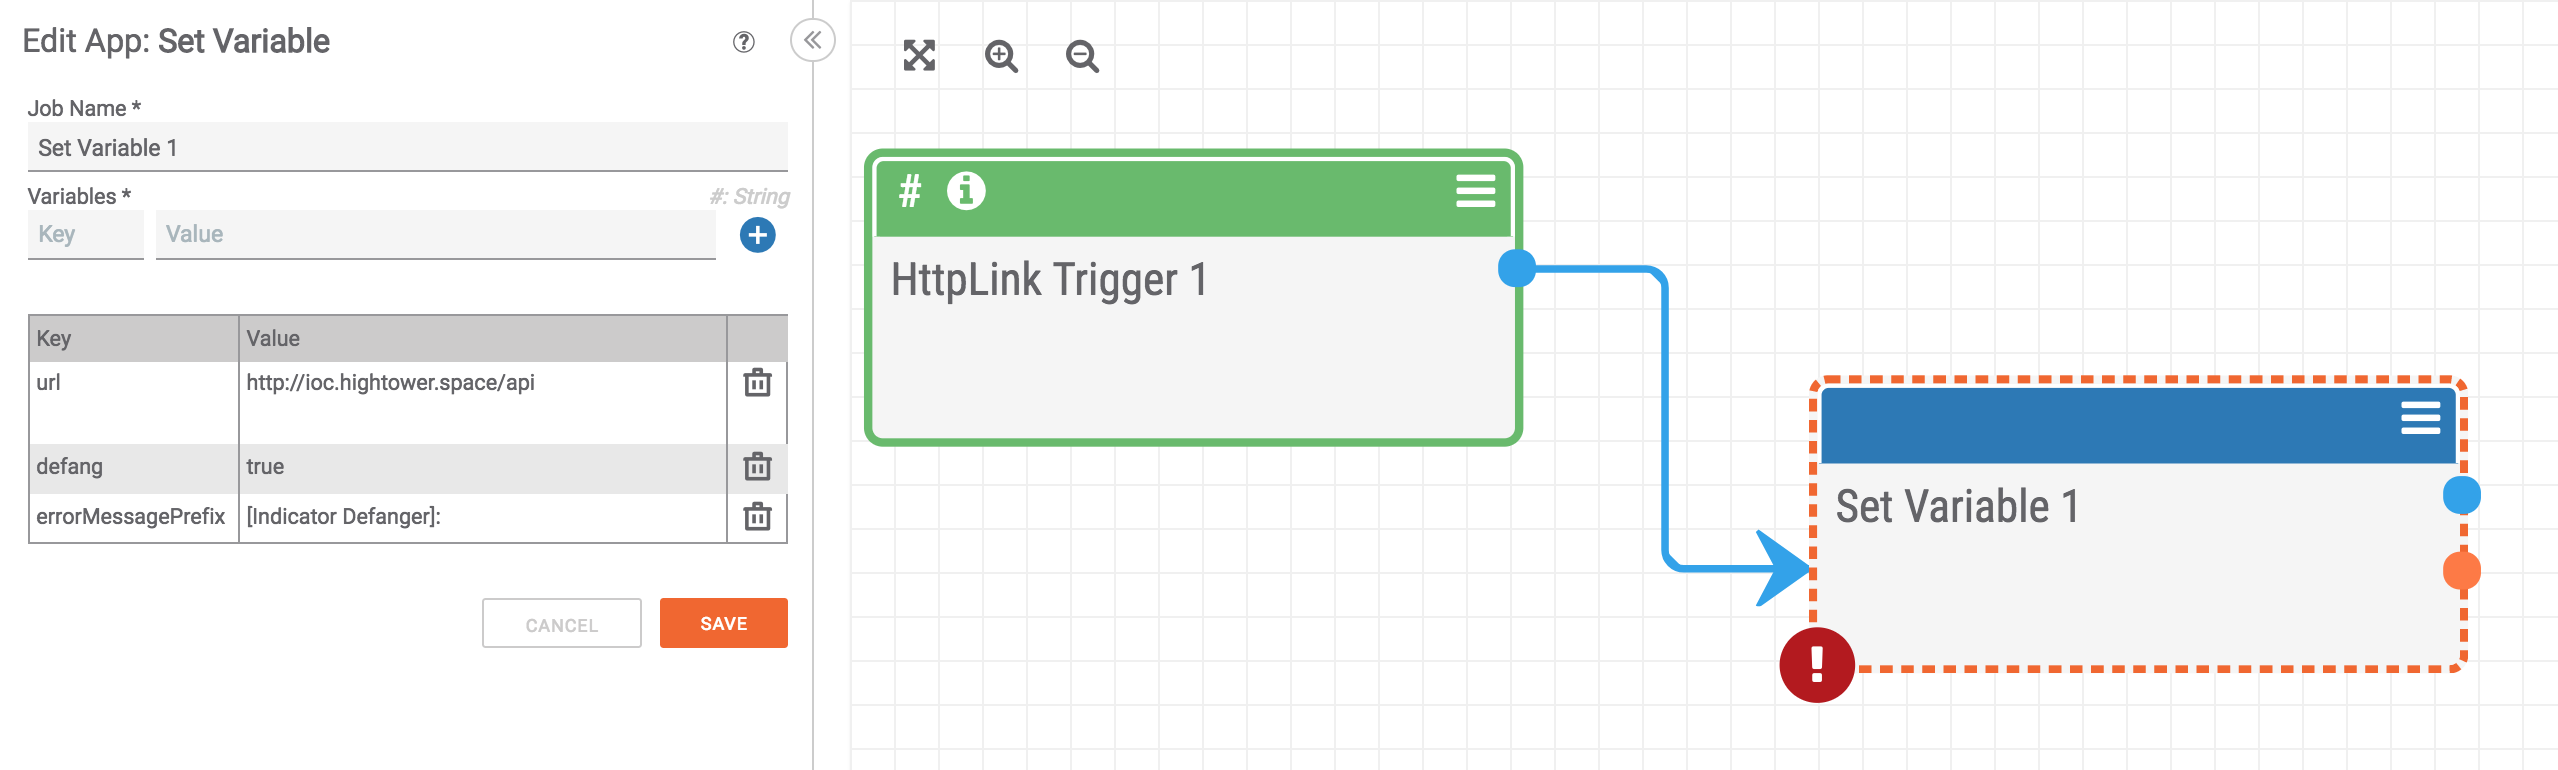 Edit App: Set Variable
Job Name *
Set Variable 1
Variables *
#: String
Key
Value
Key
Value
url
http://ioc.hightower.space/api
defang
true
errorMessagePrefix
[Indicator Defanger]:
CANCEL
SAVE
#
HttpLink Trigger 1
Set Variable 1